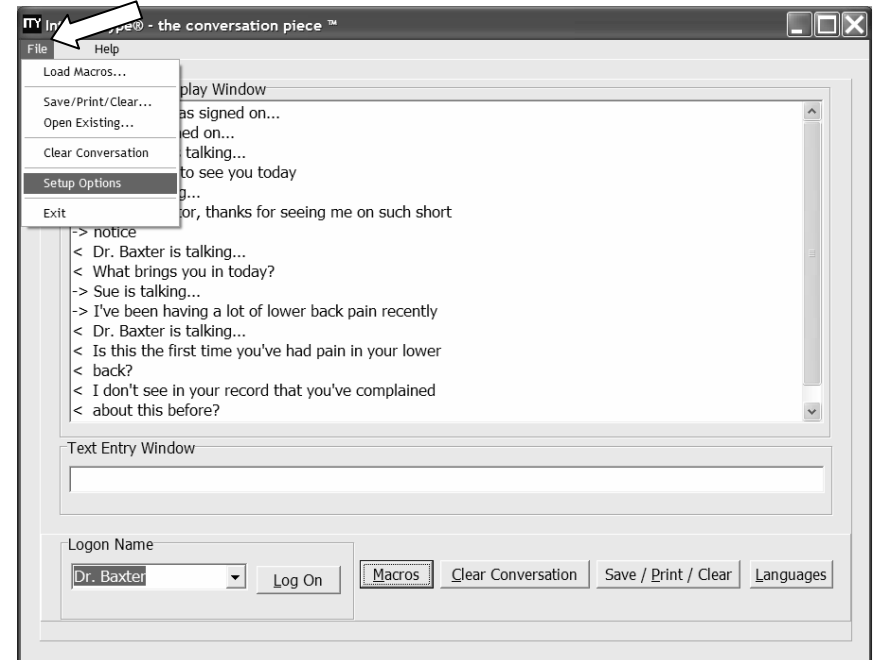 ITY In ype® - the conversation piece ™
File Help
Load Macros...
Save/Print/Clear...
Open Existing...
Clear Conversation
Setup Options
Exit
play Window
as signed on...
ed on...
talking...
to see you today
g...
or, thanks for seeing me on such short
-> notice
< Dr. Baxter is talking...
< What brings you in today?
-> Sue is talking...
-> I've been having a lot of lower back pain recently
< Dr. Baxter is talking...
< Is this the first time you've had pain in your lower
< back?
< I don't see in your record that you've complained
< about this before?
Text Entry Window
Logon Name
Dr. Baxter
Log On
Macros
Clear Conversation
Save / Print / Clear
Languages